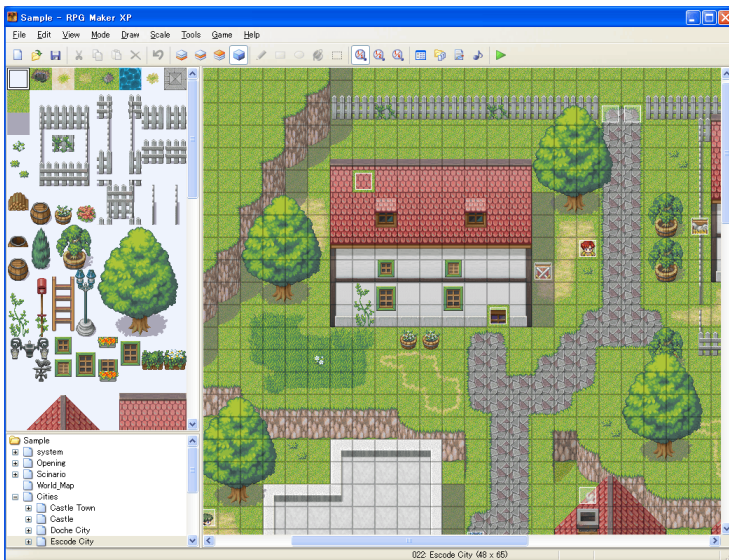 Sample - RPG Maker XP
File Edit View Mode Draw Scale Tools Game Help
Sample
system
Opening
Scinario
World_Map
Cities
Castle Town
Castle
Doche City
Escode City
022: Escode City (48 x 65)